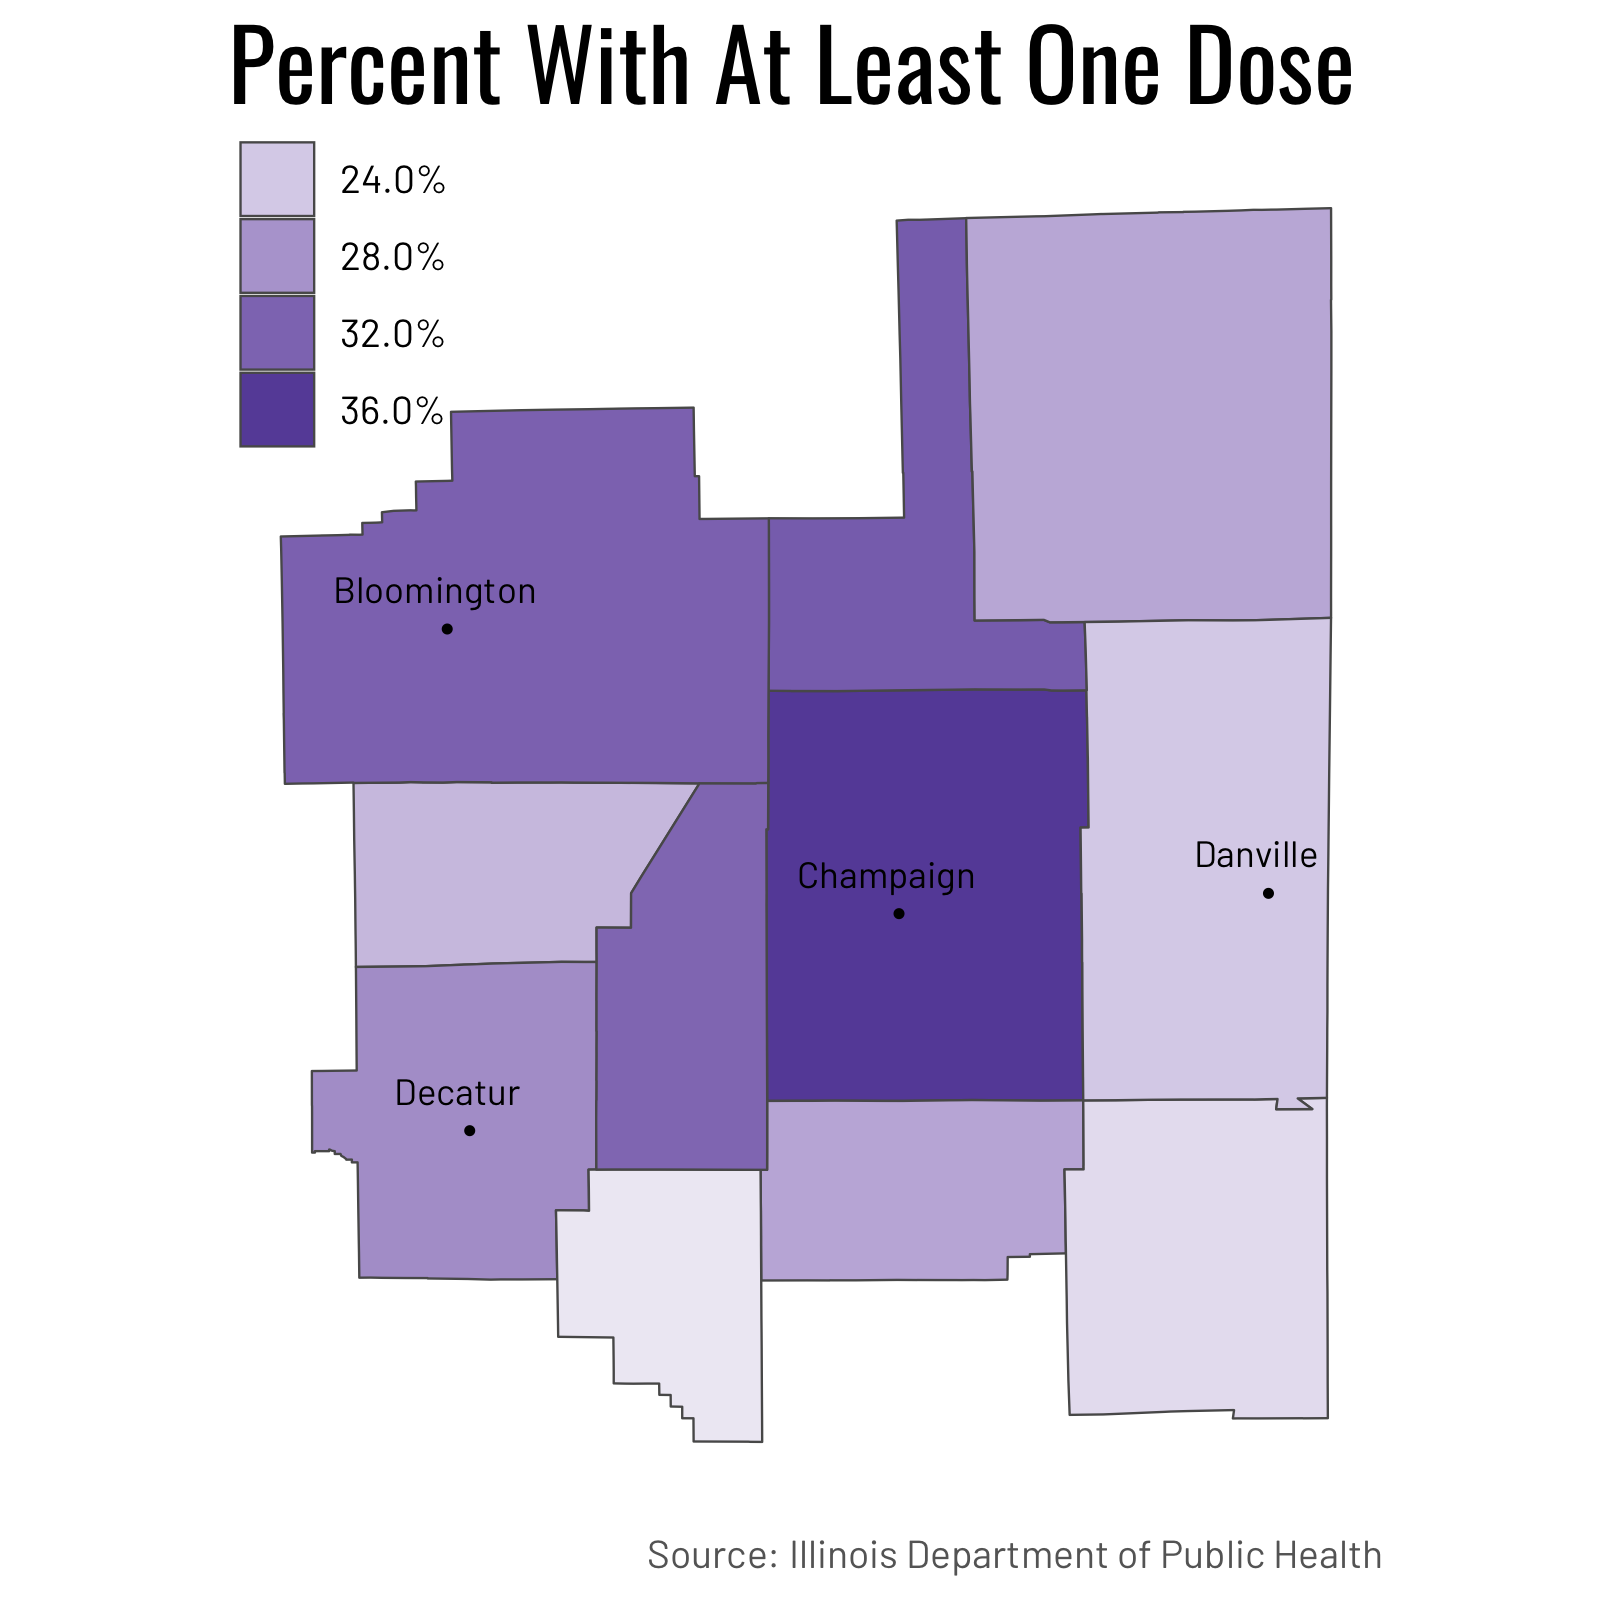 Percent With At Least One Dose
24.0%
28.0%
32.0%
36.0%
Bloomington
Danville
Champaign
Decatur
Source: Illinois Department of Public Health